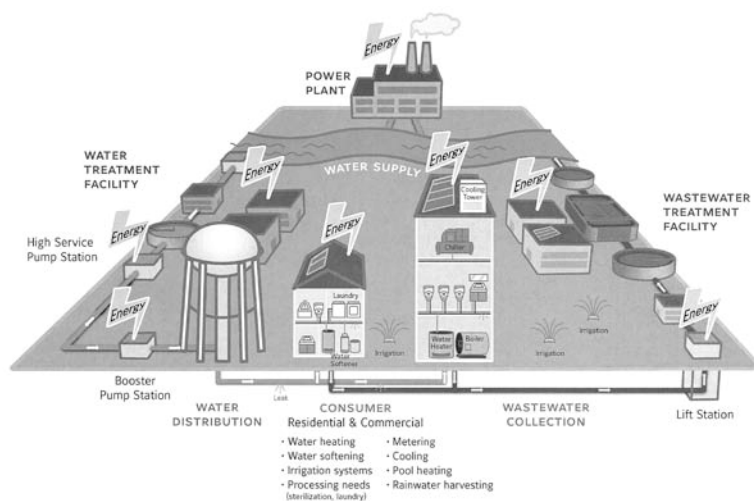 Energy
POWER
PLANT
WATER
TREATMENT
FACILITY
Energy
WATER SUPPLY
Energy
Cooling
Tower
Energy
WASTEWATER
TREATMENT
FACILITY
High Service
Pump Station
Energy
Energy
Chiller
Laundry
Energy
Water
Softener
Irrigation
Water
Heater
Boiler
Irrigation
Irrigation
Energy
Booster
Pump Station
Leak
WATER
DISTRIBUTION
CONSUMER
Residential & Commercial
WASTEWATER
COLLECTION
Lift Station
· Water heating
· Water softening
· Irrigation systems
· Processing needs
(sterilization, laundry)
· Metering
· Cooling
· Pool heating
· Rainwater harvesting